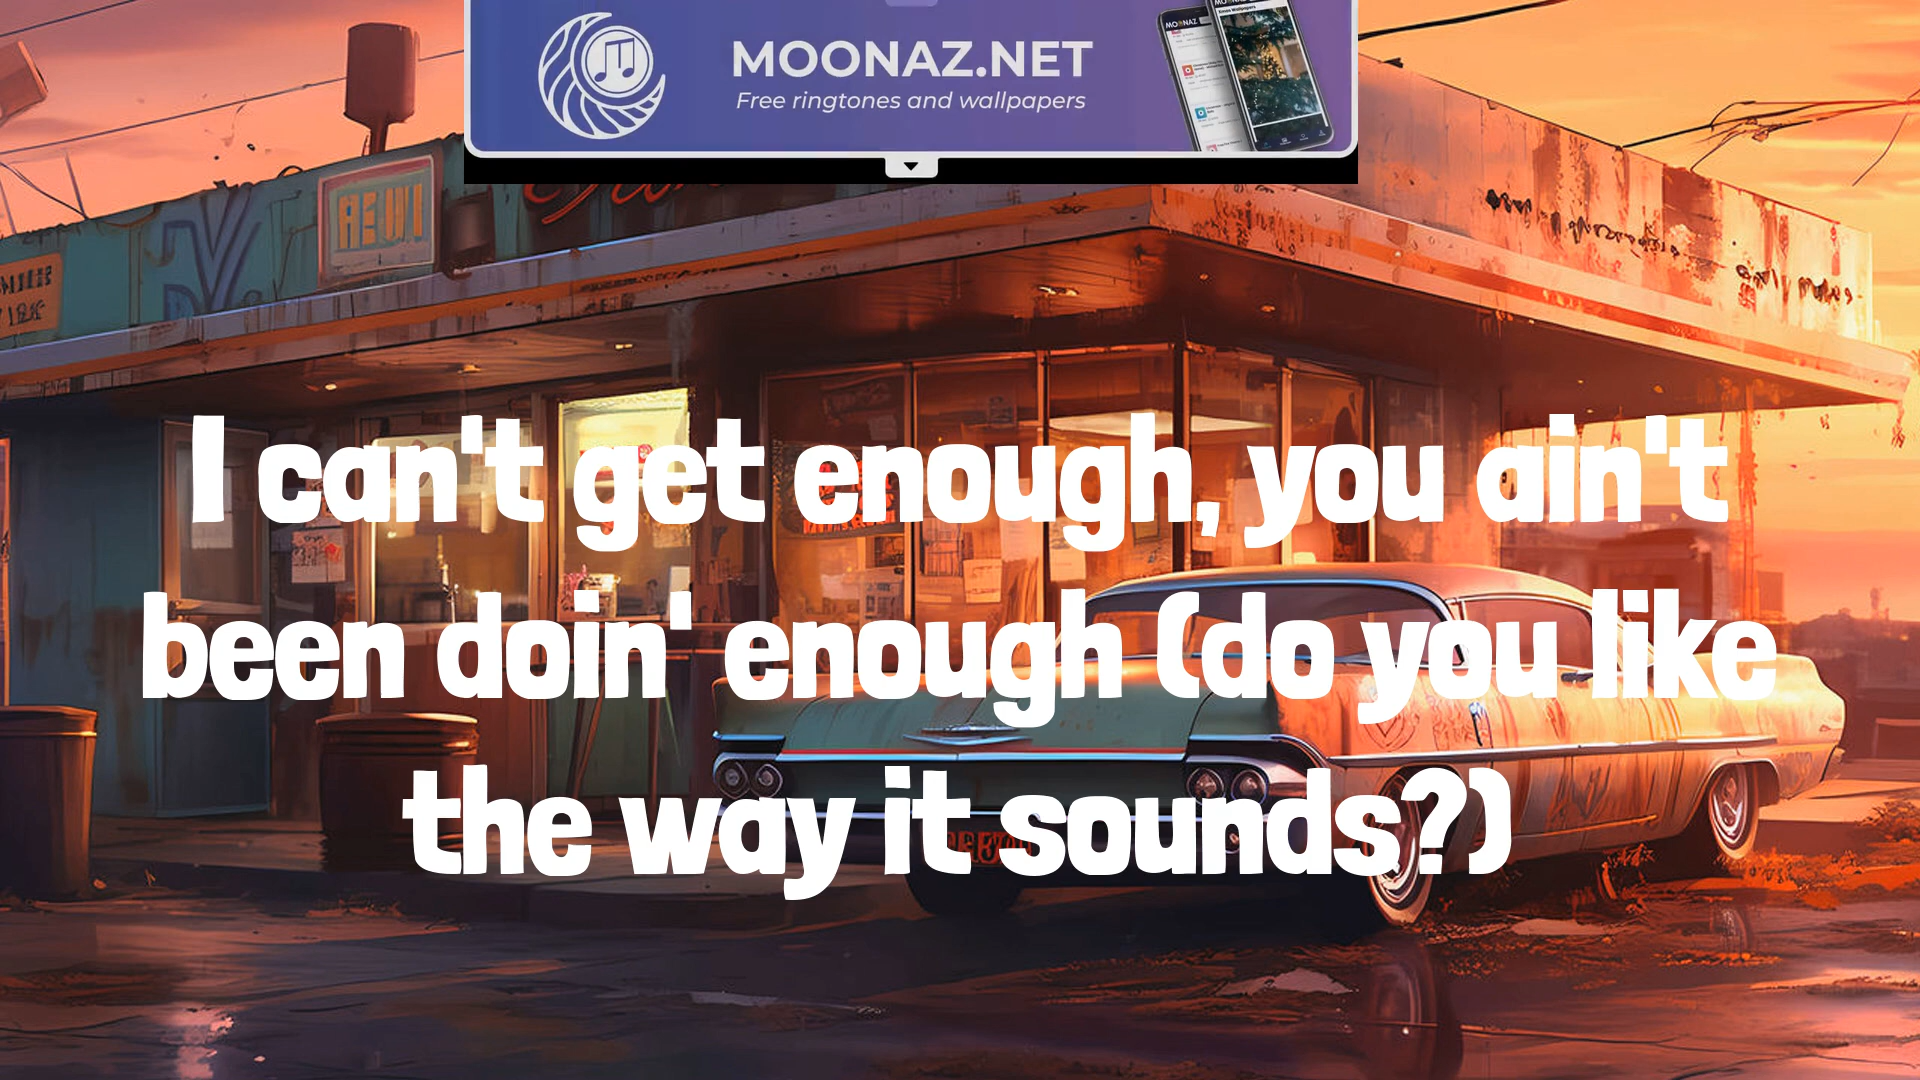 MOONAZ.NET
Free ringtones and wallpapers
I can't get enough, you ain't
been doin' enough (do you like
the way it sounds?)